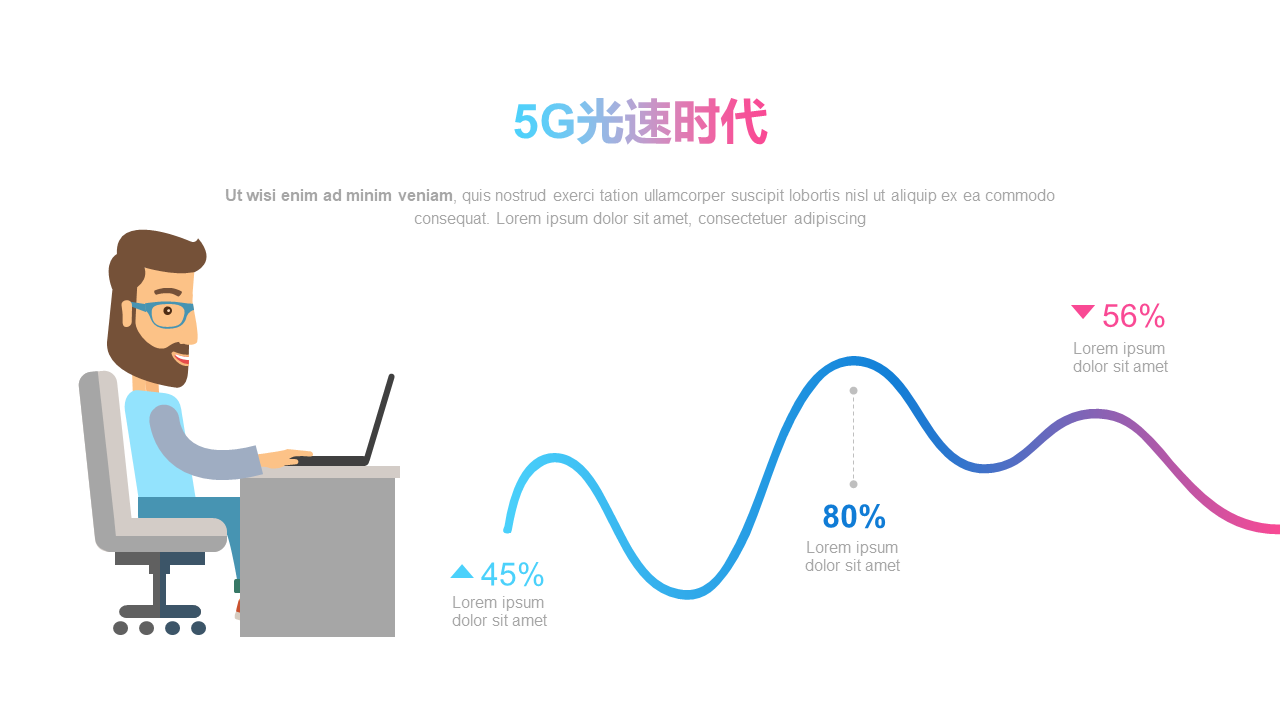 5G光速时代
Ut wisi enim ad minim veniam, quis nostrud exerci tation ullamcorper suscipit lobortis nisl ut aliquip ex ea commodo
consequat. Lorem ipsum dolor sit amet, consectetuer adipiscing
56%
Lorem ipsum
dolor sit amet
80%
Lorem ipsum
dolor sit amet
45%
Lorem ipsum
dolor sit amet